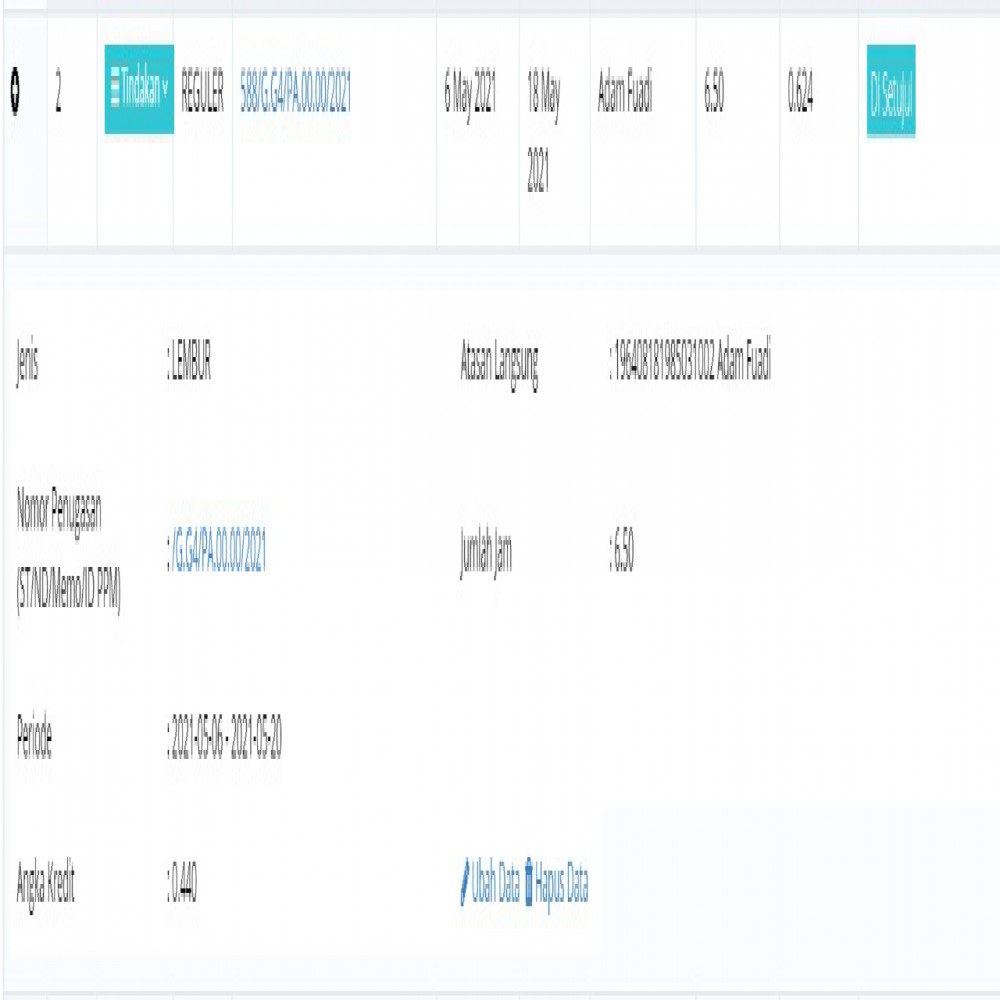 2 Tindakan REGULER 588/G.G4/PA.00.00/2021 6 May 2021 18 May 2021 Adam Fuadi 6.50 0.624 Di Setujui
Jenis : LEMBUR Atasan Langsung : 196408181985031002 Adam Fuadi
Nomor Penugasan (ST/ND/Memo/ID PPM) : /G.G4/PA.00.00/2021 Jumlah Jam : 6.50
Periode : 2021-05-06 - 2021-05-20
Angka Kredit : 0.440 Ubah Data Hapus Data